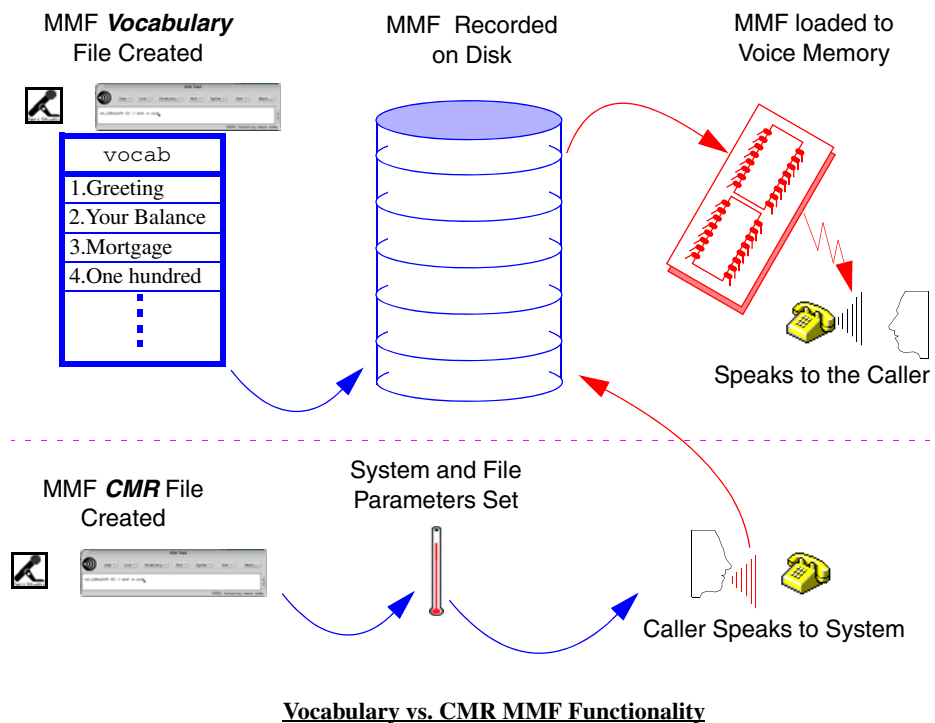 MMF Vocabulary
File Created
MMF Recorded
on Disk
MMF loaded to
Voice Memory
vocab
1.Greeting
2.Your Balance
3.Mortgage
4.One hundred
Speaks to the Caller
MMF CMR File
Created
System and File
Parameters Set
Caller Speaks to System
Vocabulary vs. CMR MMF Functionality